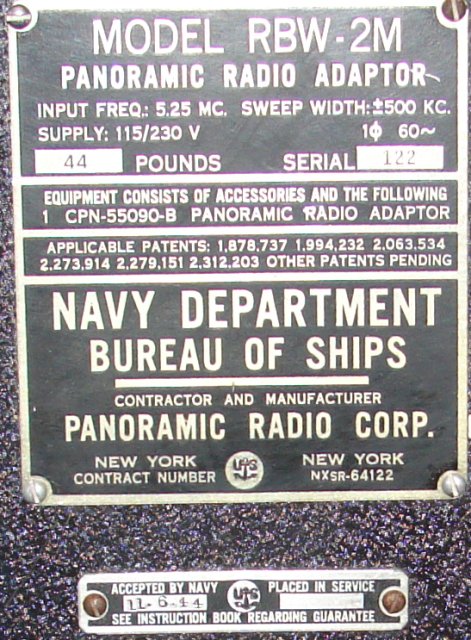 MODEL RBW-2M
PANORAMIC RADIO ADAPTOR
INPUT FREQ.: 5.25 MC. SWEEP WIDTH: ±500 KC.
SUPPLY: 115/230 V 1ϕ 60~
44 POUNDS SERIAL 122
EQUIPMENT CONSISTS OF ACCESSORIES AND THE FOLLOWING
1 CPN-55090-B PANORAMIC RADIO ADAPTOR
APPLICABLE PATENTS: 1,878,737 1,994,232 2,063,534
2,273,914 2,279,151 2,312,203 OTHER PATENTS PENDING
NAVY DEPARTMENT
BUREAU OF SHIPS
CONTRACTOR AND MANUFACTURER
PANORAMIC RADIO CORP.
NEW YORK US NEW YORK
CONTRACT NUMBER NXSR-64122
ACCEPTED BY NAVY US PLACED IN SERVICE
11-6-44
SEE INSTRUCTION BOOK REGARDING GUARANTEE